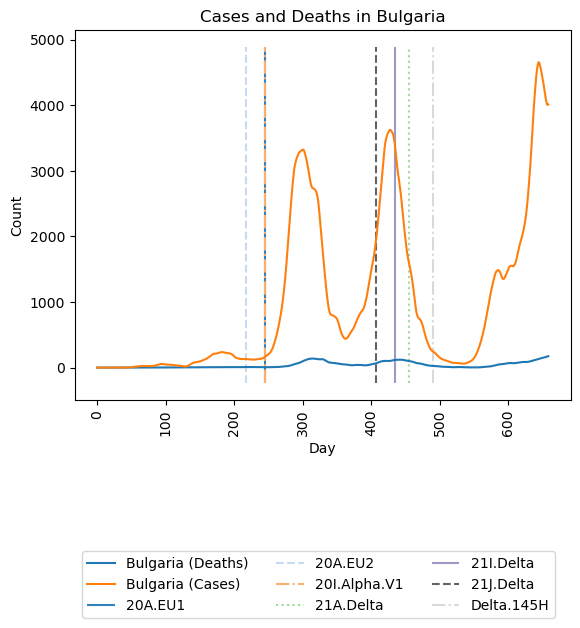 Cases and Deaths in Bulgaria
5000
4000
3000
2000
1000
0
Count
0 100 200 300 400 500 600
Day
Bulgaria (Deaths) 20A.EU2 21I.Delta
Bulgaria (Cases) 20I.Alpha.V1 21J.Delta
20A.EU1 21A.Delta Delta.145H